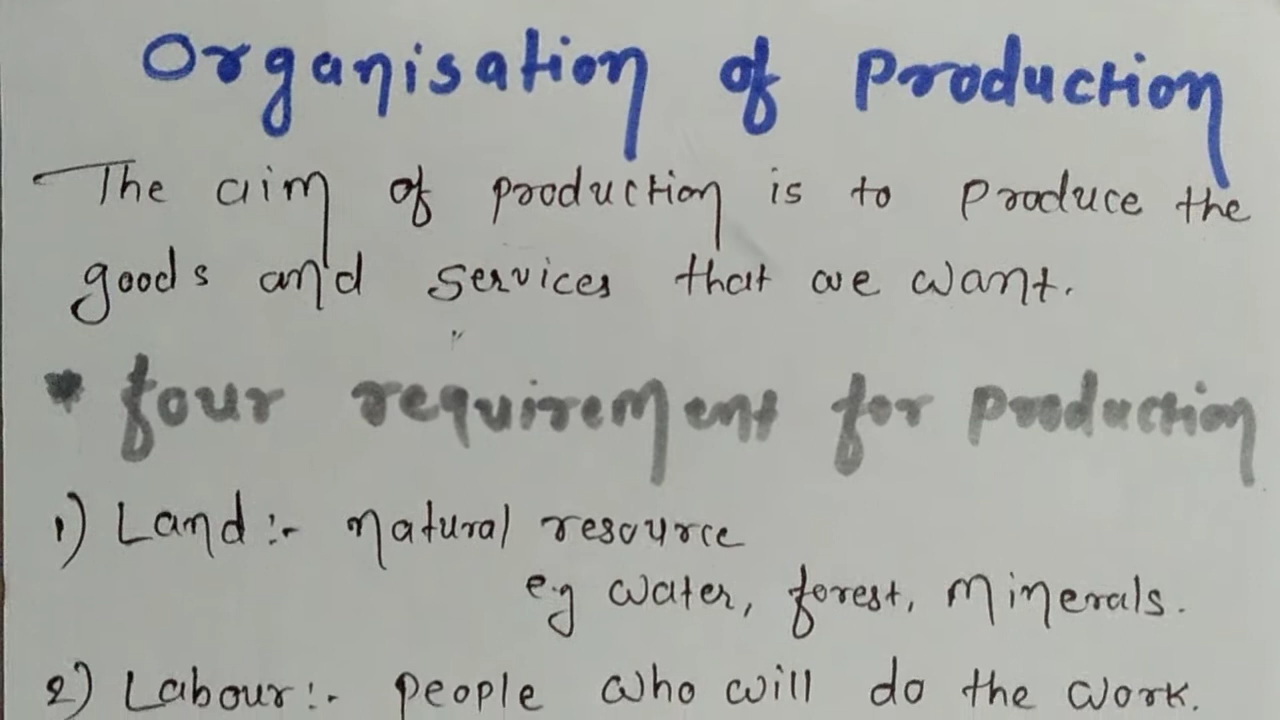 Organisation of Production
The aim of production is to produce the
goods and services that we want.
* four requirement for production
1) Land :- natural resource
e.g water, forest, minerals.
2) Labour :- people who will do the work.